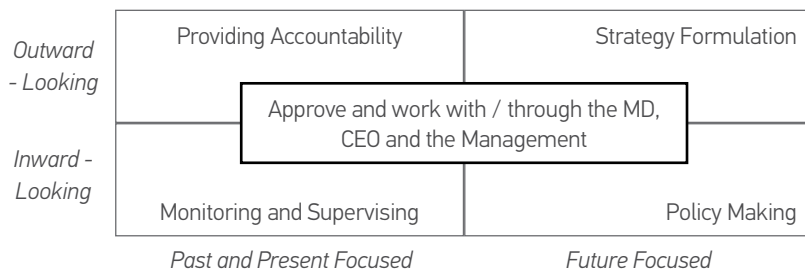 Outward
- Looking
Providing Accountability
Strategy Formulation
Approve and work with / through the MD,
CEO and the Management
Inward -
Looking
Monitoring and Supervising
Policy Making
Past and Present Focused
Future Focused